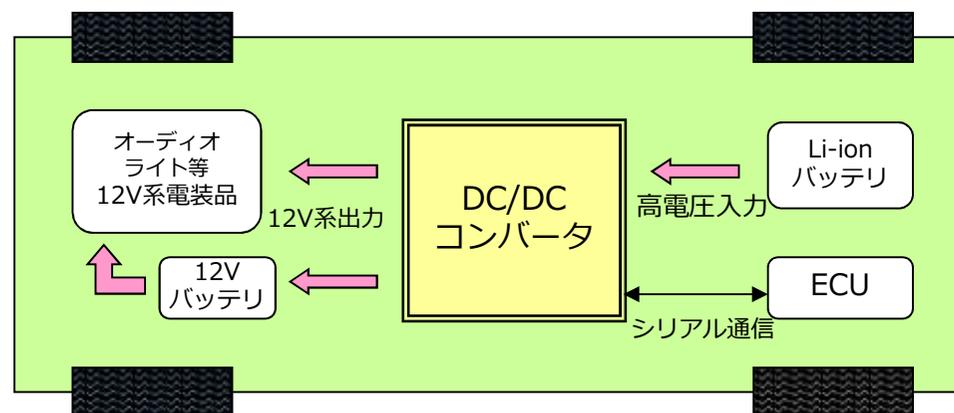 オーディオ
ライト等
12V系電装品
12V系出力
12V
バッテリ
DC/DC
コンバータ
高電圧入力
Li-ion
バッテリ
ECU
シリアル通信